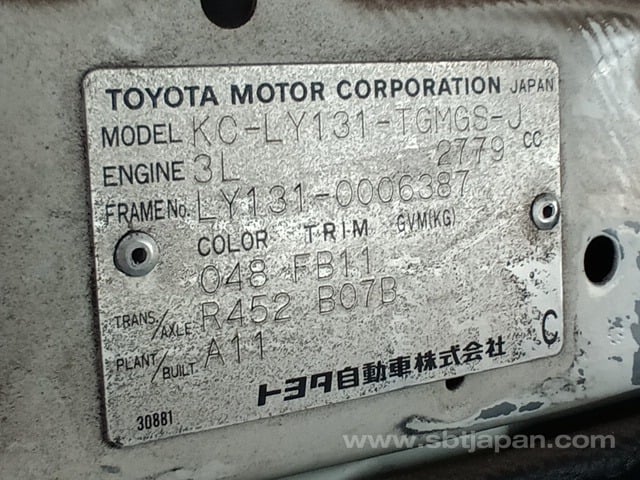 TOYOTA MOTOR CORPORATION JAPAN
MODEL KC-LY131-TGMGS-J
ENGINE 3L 2779 CC
FRAME No. LY131-0006387
COLOR TRIM GVM(KG)
048 FB11
TRANS/AXLE R452 B07B
PLANT/BUILT A11
C
トヨタ自動車株式会社
30881
www.sbtjapan.com